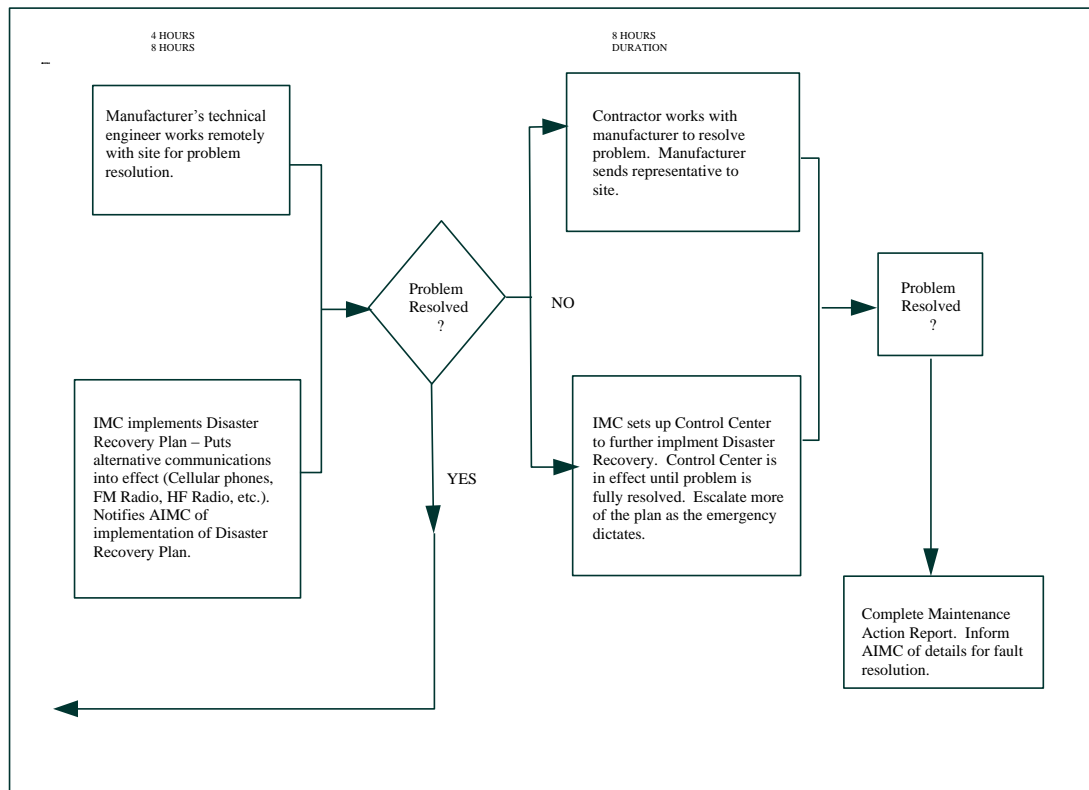 4 HOURS
8 HOURS
8 HOURS
DURATION
Manufacturer’s technical
engineer works remotely
with site for problem
resolution.
Contractor works with
manufacturer to resolve
problem.  Manufacturer
sends representative to
site.
Problem
Resolved
?
NO
Problem
Resolved
?
IMC implements Disaster
Recovery Plan – Puts
alternative communications
into effect (Cellular phones,
FM Radio, HF Radio, etc.).
Notifies AIMC of
implementation of Disaster
Recovery Plan.
YES
IMC sets up Control Center
to further implment Disaster
Recovery.  Control Center is
in effect until problem is
fully resolved.  Escalate more
of the plan as the emergency
dictates.
Complete Maintenance
Action Report.  Inform
AIMC of details for fault
resolution.